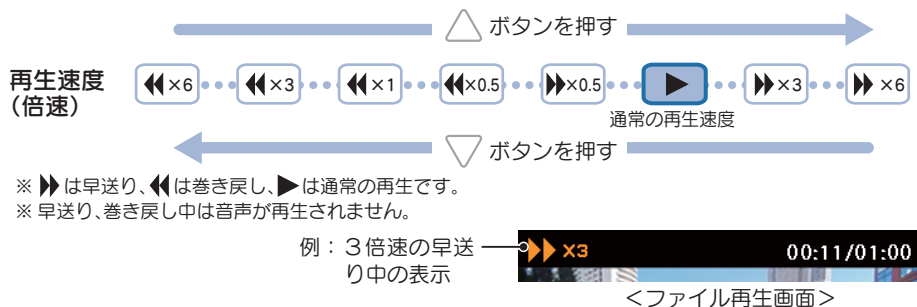 △ ボタンを押す
再生速度
(倍速)
◀◀×6 ◀◀×3 ◀◀×1 ◀◀×0.5 ▶▶×0.5 ▶ ▶▶×3 ▶▶×6
通常の再生速度
▽ ボタンを押す
※ ▶▶ は早送り、◀◀ は巻き戻し、▶ は通常の再生です。
※ 早送り、巻き戻し中は音声が再生されません。
例：３倍速の早送
り中の表示
▶▶ X3 00:11/01:00
＜ファイル再生画面＞